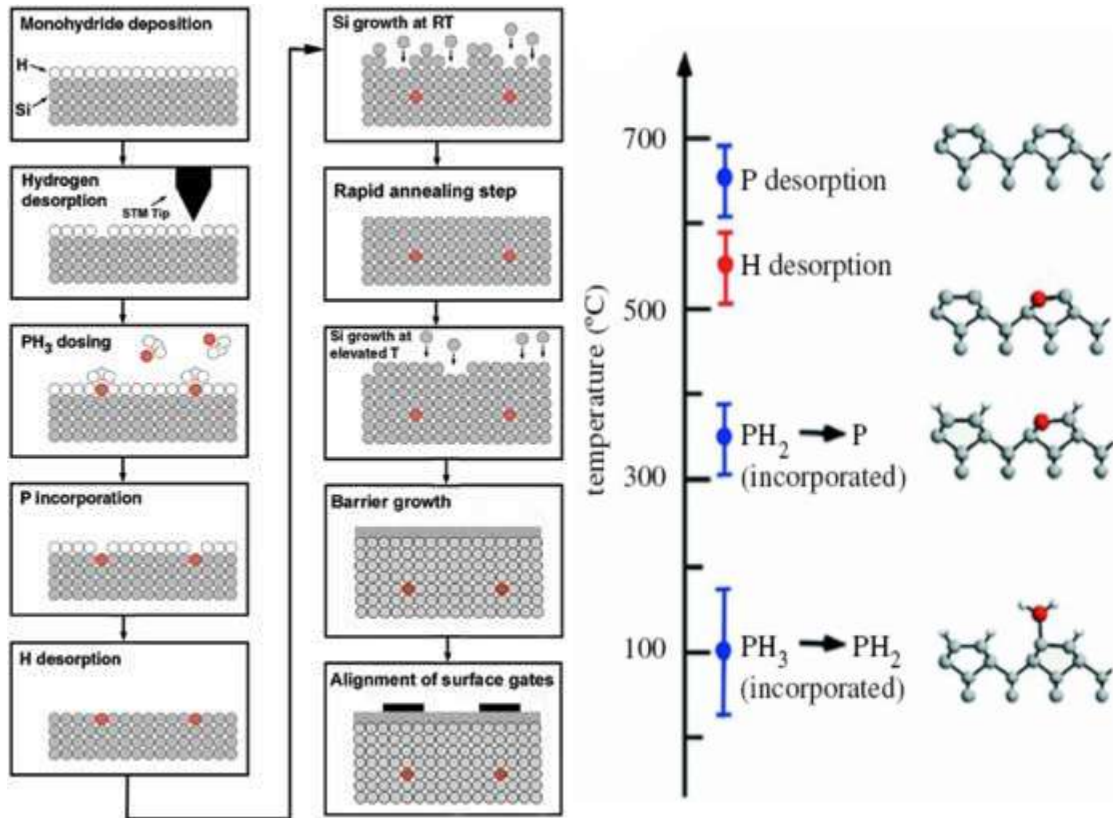 Monohydride deposition
H
Si
Hydrogen
desorption
STM Tip
PH3 dosing
P incorporation
H desorption
Si growth at RT
Rapid annealing step
Si growth at
elevated T
Barrier growth
Alignment of surface gates
temperature (ºC)
700
500
300
100
P desorption
H desorption
PH2 → P
(incorporated)
PH3 → PH2
(incorporated)